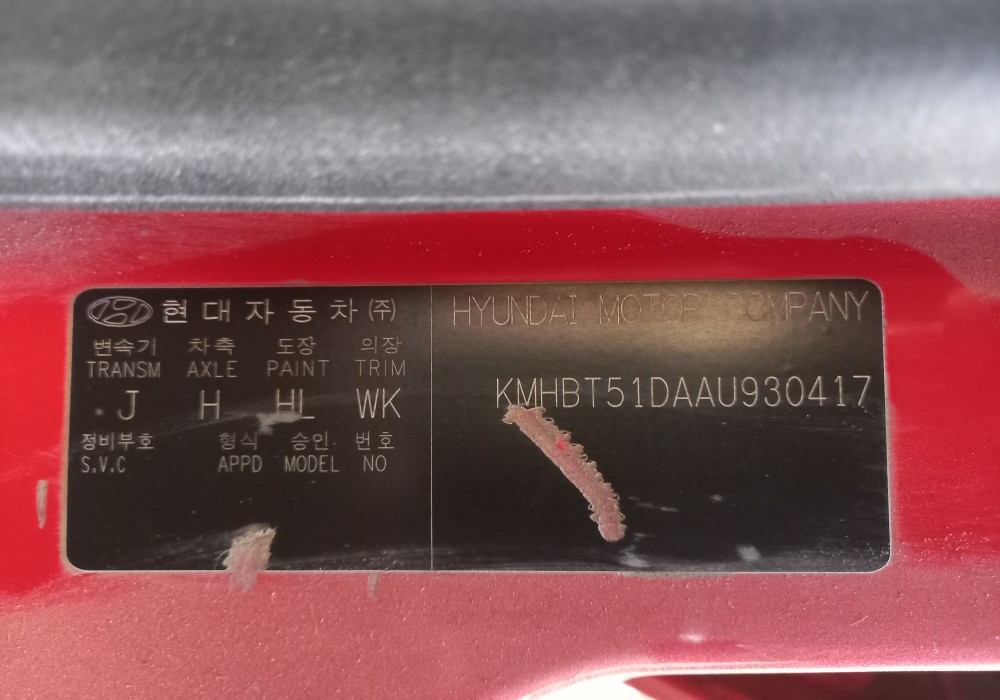 현대자동차(주)
HYUNDAI MOTOR COMPANY
변속기 차축 도장 의장
TRANSM AXLE PAINT TRIM
J H HL WK
KMHBT51DAAU930417
정비부호 형식 승인 번호
S.V.C APPD MODEL NO